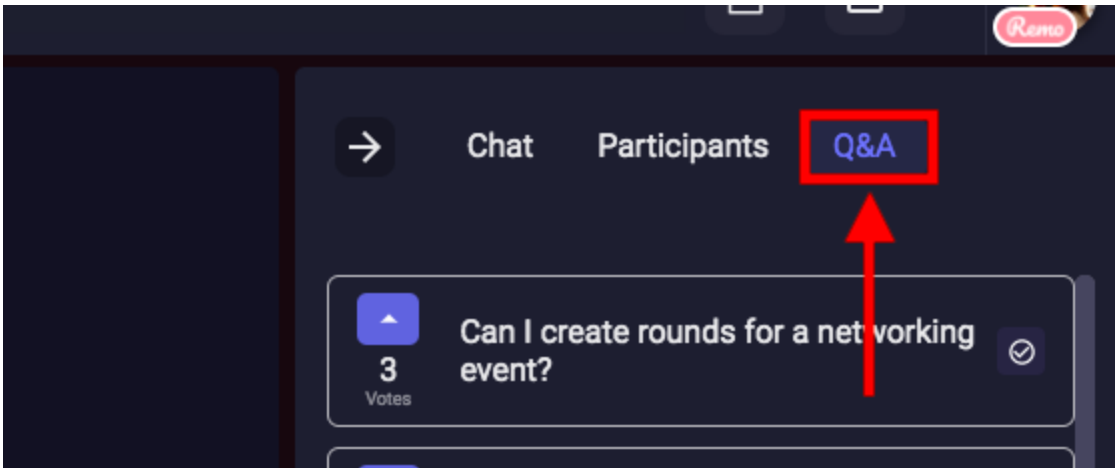 Remo
Chat Participants Q&A
Can I create rounds for a networking
event?
3
Votes